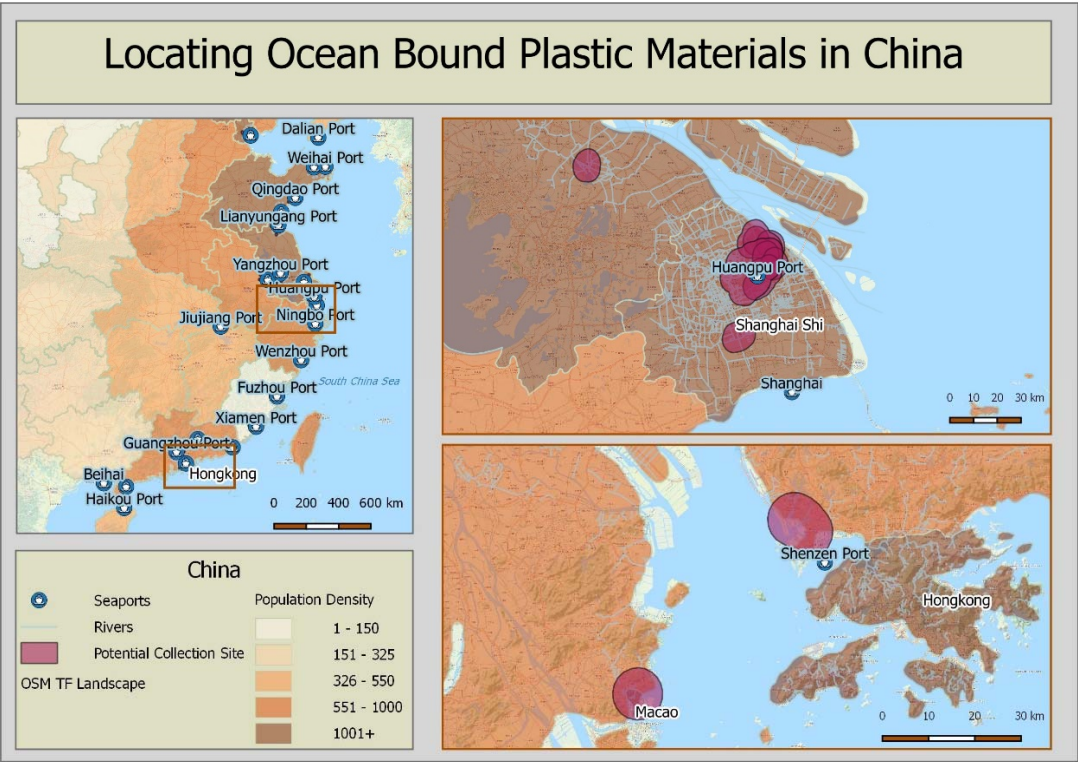 Locating Ocean Bound Plastic Materials in China
Dalian Port
Weihai Port
Qingdao Port
Lianyungang Port
Yangzhou Port
Huangpu Port
Jiujiang Port
Ningbo Port
Wenzhou Port
South China Sea
Fuzhou Port
Xiamen Port
Guangzhou Port
Hongkong
Beihai
Haikou Port
0 200 400 600 km
Huangpu Port
Shanghai Shi
Shanghai
0 10 20 30 km
Shenzen Port
Hongkong
Macao
0 10 20 30 km
China
Seaports
Rivers
Potential Collection Site
OSM TF Landscape
Population Density
1 - 150
151 - 325
326 - 550
551 - 1000
1001+